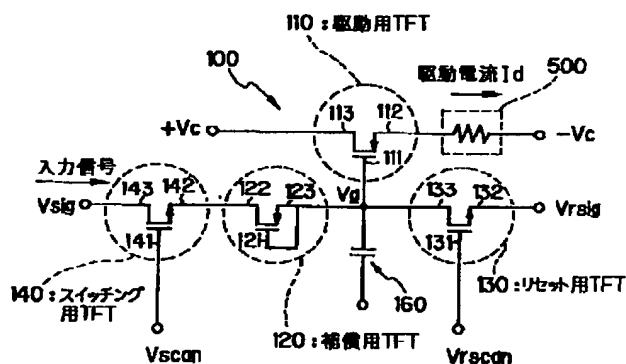 110:駆動用TFT
100
駆動電流Id
500
+Vc
113
112
-Vc
111
入力信号
Vsig
143
142
122
123
Vg
133
132
Vrsig
141
121
131
140:スイッチング
用TFT
160
130:リセット用TFT
120:補償用TFT
Vscan
Vrscan